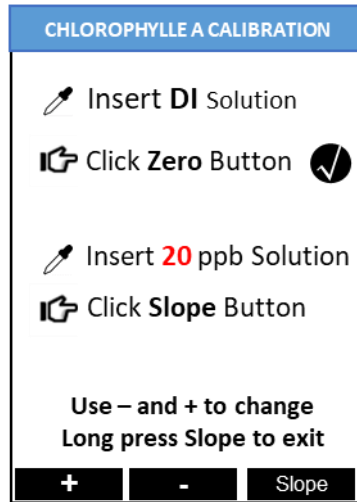 CHLOROPHYLLE A CALIBRATION
Insert DI Solution
Click Zero Button
Insert 20 ppb Solution
Click Slope Button
Use – and + to change
Long press Slope to exit
+ - Slope